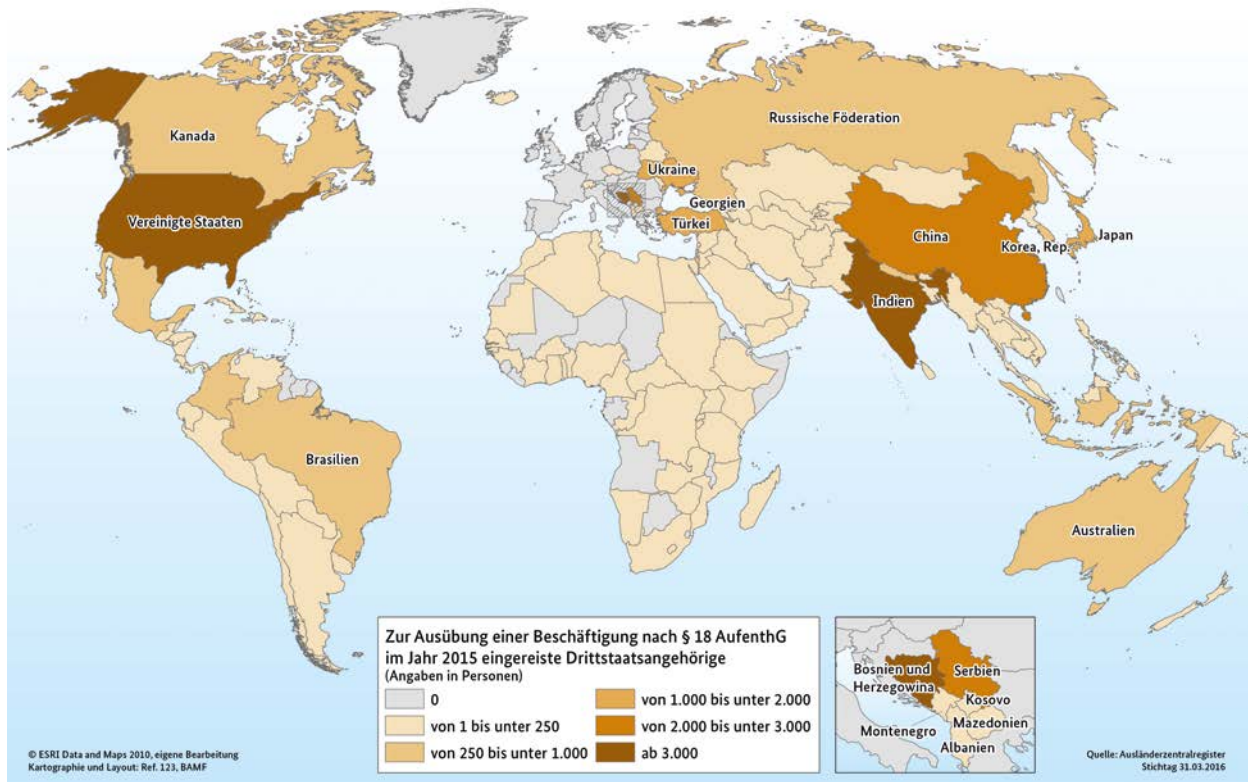 Kanada
Russische Föderation
Ukraine
Vereinigte Staaten
Georgien
Türkei
China
Korea, Rep.
Japan
Indien
Brasilien
Australien
Zur Ausübung einer Beschäftigung nach § 18 AufenthG
im Jahr 2015 eingereiste Drittstaatsangehörige
(Angaben in Personen)
0
von 1 bis unter 250
von 250 bis unter 1.000
von 1.000 bis unter 2.000
von 2.000 bis unter 3.000
ab 3.000
Bosnien und
Herzegowina
Serbien
Kosovo
Mazedonien
Montenegro
Albanien
© ESRI Data and Maps 2010, eigene Bearbeitung
Kartographie und Layout: Ref. 123, BAMF
Quelle: Ausländerzentralregister
Stichtag 31.03.2016